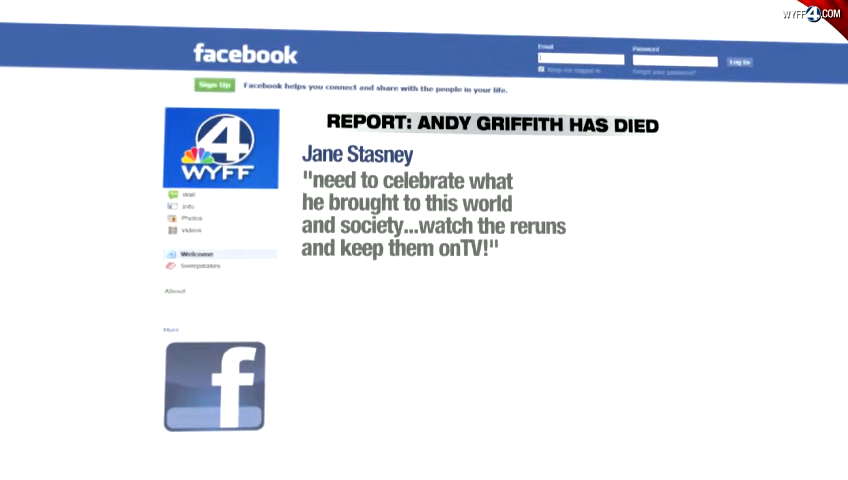 WYFF4.COM
facebook
Email
Password
Keep me logged in
Forgot your password?
Log In
Sign Up
Facebook helps you connect and share with the people in your life.
REPORT: ANDY GRIFFITH HAS DIED
4
WYFF
Jane Stasney
"need to celebrate what
he brought to this world
and society...watch the reruns
and keep them onTV!"
Wall
Info
Photos
Videos
Welcome
Sweepstakes
About
More
f